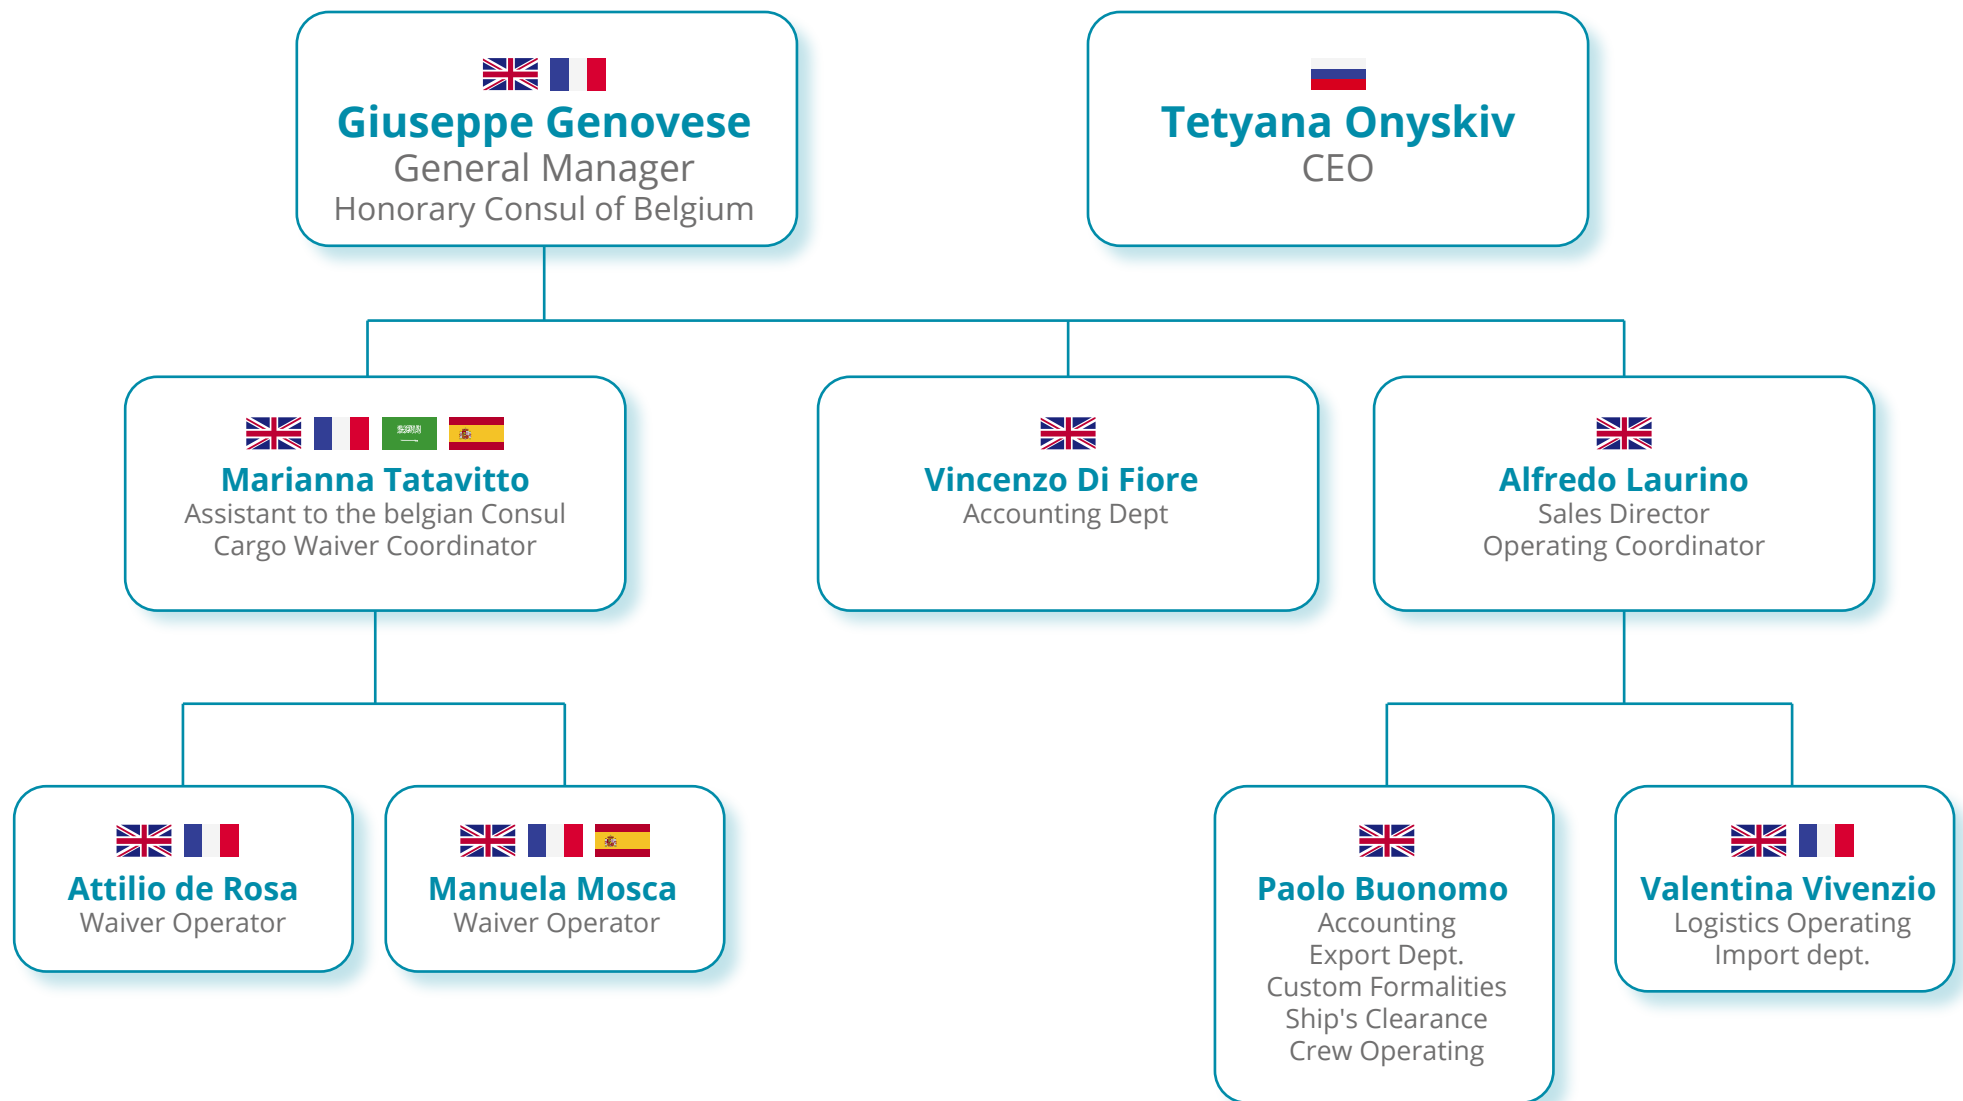 Giuseppe Genovese
General Manager
Honorary Consul of Belgium
Tetyana Onyskiv
CEO
Marianna Tatavitto
Assistant to the belgian Consul
Cargo Waiver Coordinator
Vincenzo Di Fiore
Accounting Dept
Alfredo Laurino
Sales Director
Operating Coordinator
Attilio de Rosa
Waiver Operator
Manuela Mosca
Waiver Operator
Paolo Buonomo
Accounting
Export Dept.
Custom Formalities
Ship's Clearance
Crew Operating
Valentina Vivenzio
Logistics Operating
Import dept.